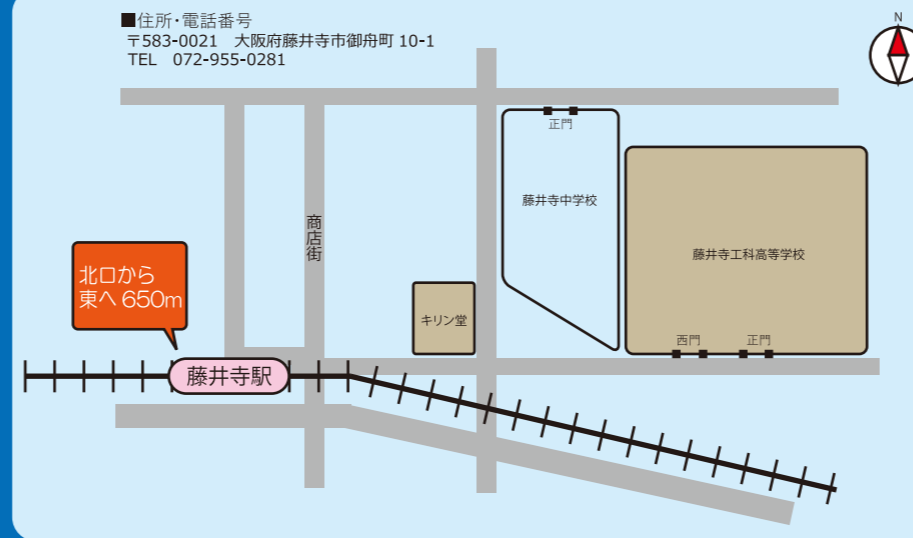 ■住所・電話番号
〒583-0021　大阪府藤井寺市御舟町 10-1
TEL　072-955-0281
N
正門
藤井寺中学校
商店街
藤井寺工科高等学校
北口から
東へ 650m
キリン堂
西門
正門
藤井寺駅